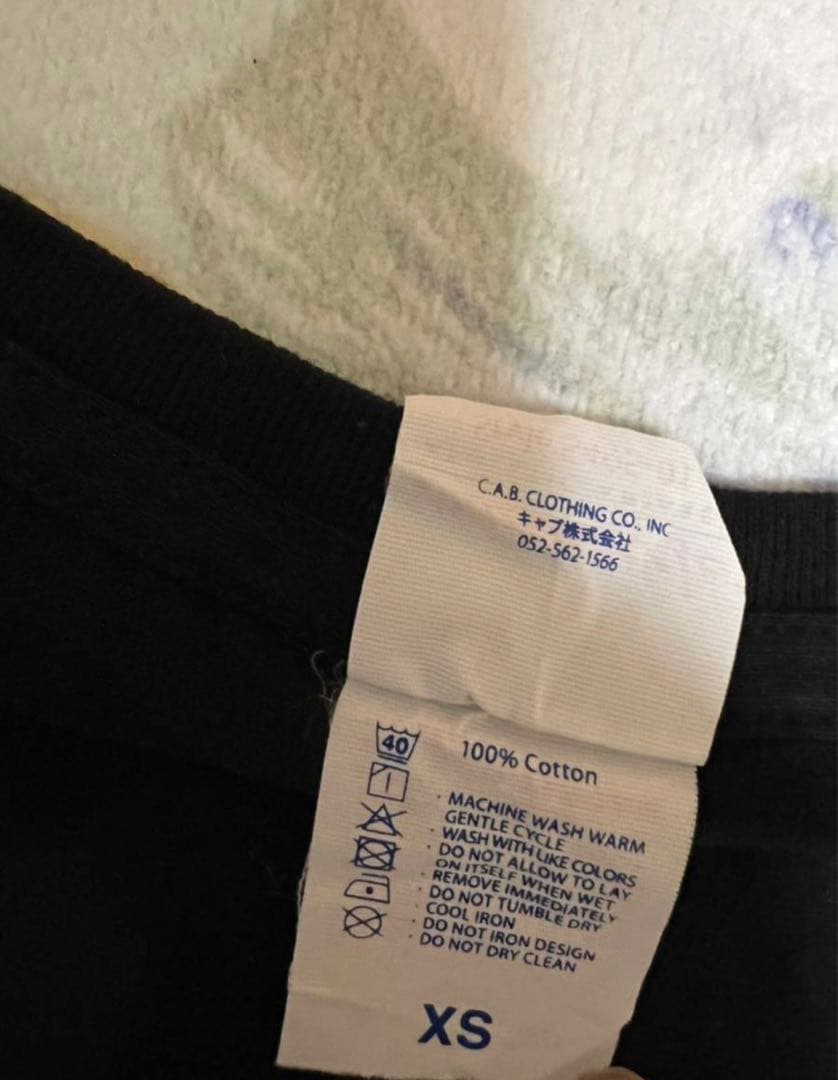 C.A.B. CLOTHING CO., INC
キャブ株式会社
052-562-1566
40
100% Cotton
· MACHINE WASH WARM
GENTLE CYCLE
· WASH WITH LIKE COLORS
· DO NOT ALLOW TO LAY
ON ITSELF WHEN WET
· REMOVE IMMEDIATELY
· DO NOT TUMBLE DRY
· COOL IRON
· DO NOT IRON DESIGN
· DO NOT DRY CLEAN
XS